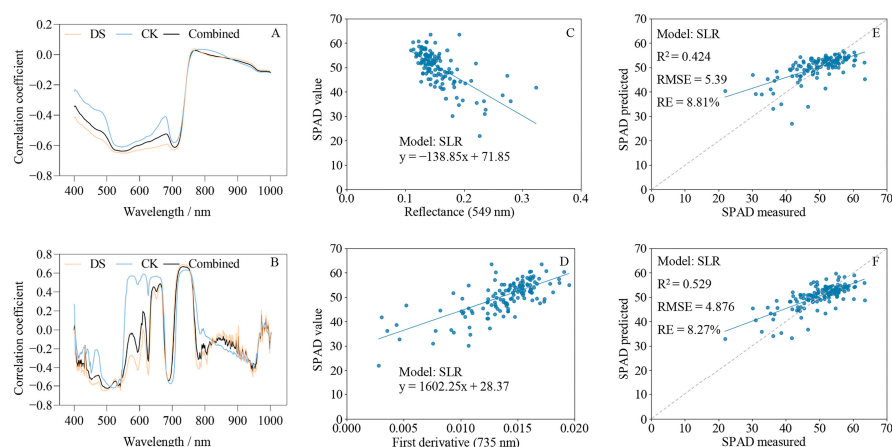 A
DS CK Combined
0.2
0.0
−0.2
−0.4
−0.6
−0.8
400 500 600 700 800 900 1000
Correlation coefficient
Wavelength / nm
C
70
60
50
40
30
20
10
0
0.0 0.1 0.2 0.3 0.4
SPAD value
Model: SLR
y = −138.85x + 71.85
Reflectance (549 nm)
E
70
60
50
40
30
20
10
0
0 10 20 30 40 50 60 70
SPAD predicted
Model: SLR
R² = 0.424
RMSE = 5.39
RE = 8.81%
SPAD measured
B
DS CK Combined
0.8
0.6
0.4
0.2
0.0
−0.2
−0.4
−0.6
−0.8
400 500 600 700 800 900 1000
Correlation coefficient
Wavelength / nm
D
70
60
50
40
30
20
10
0
0.000 0.005 0.010 0.015 0.020
SPAD value
Model: SLR
y = 1602.25x + 28.37
First derivative (735 nm)
F
70
60
50
40
30
20
10
0
0 10 20 30 40 50 60 70
SPAD predicted
Model: SLR
R² = 0.529
RMSE = 4.876
RE = 8.27%
SPAD measured